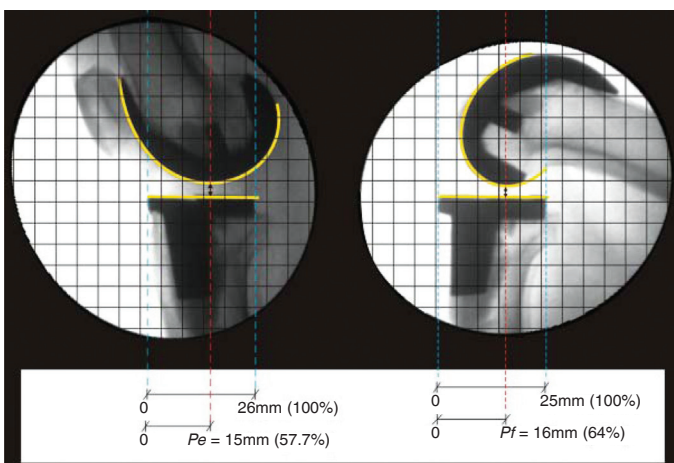 0 26mm (100%)
0 Pe = 15mm (57.7%)
0 25mm (100%)
0 Pf = 16mm (64%)